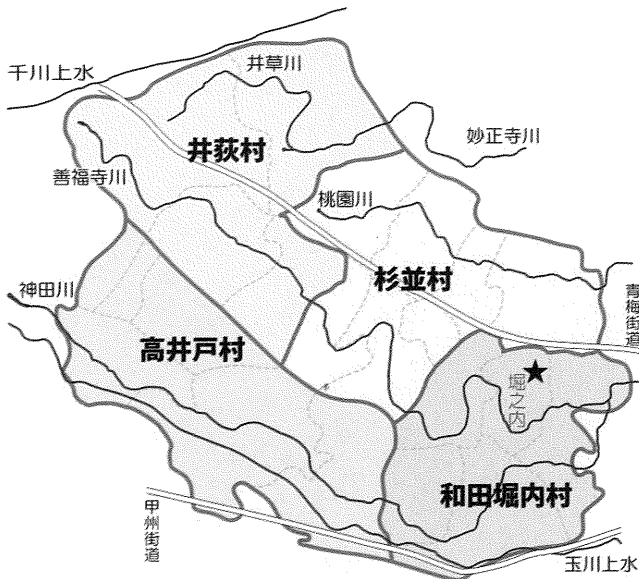 千川上水
井草川
妙正寺川
井荻村
善福寺川
桃園川
杉並村
神田川
青梅街道
高井戸村
★
堀之内
和田堀内村
甲州街道
玉川上水